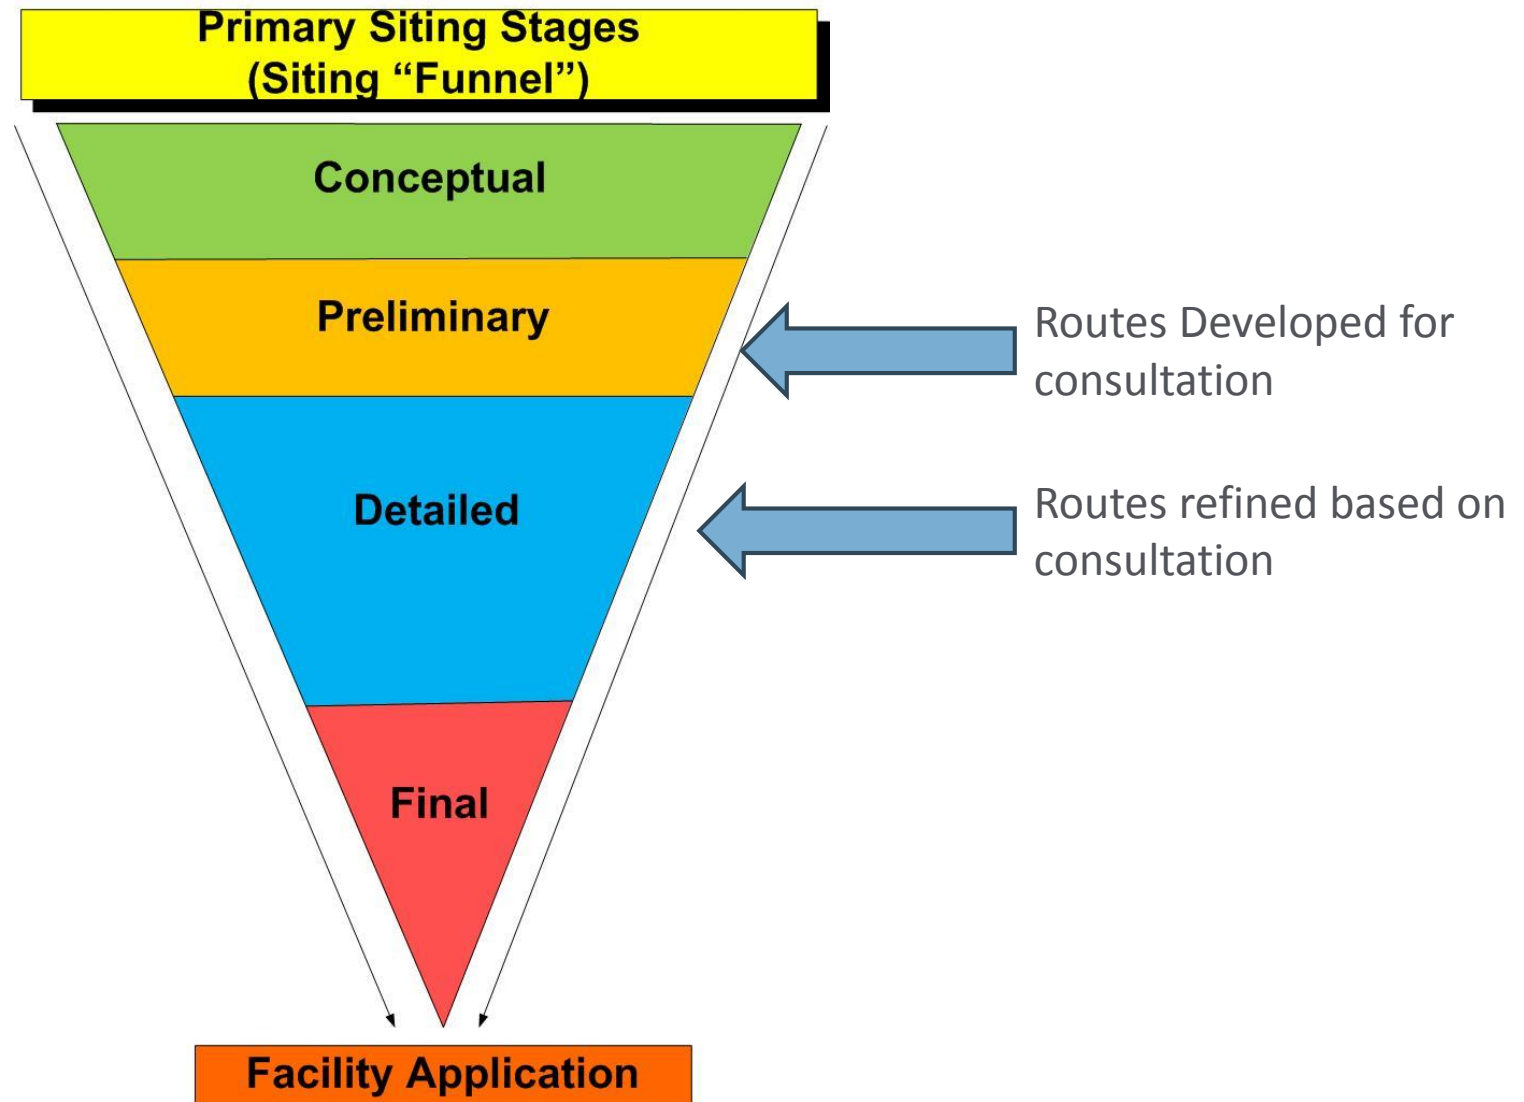 Primary Siting Stages
(Siting “Funnel”)
Conceptual
Preliminary
Routes Developed for
consultation
Detailed
Routes refined based on
consultation
Final
Facility Application